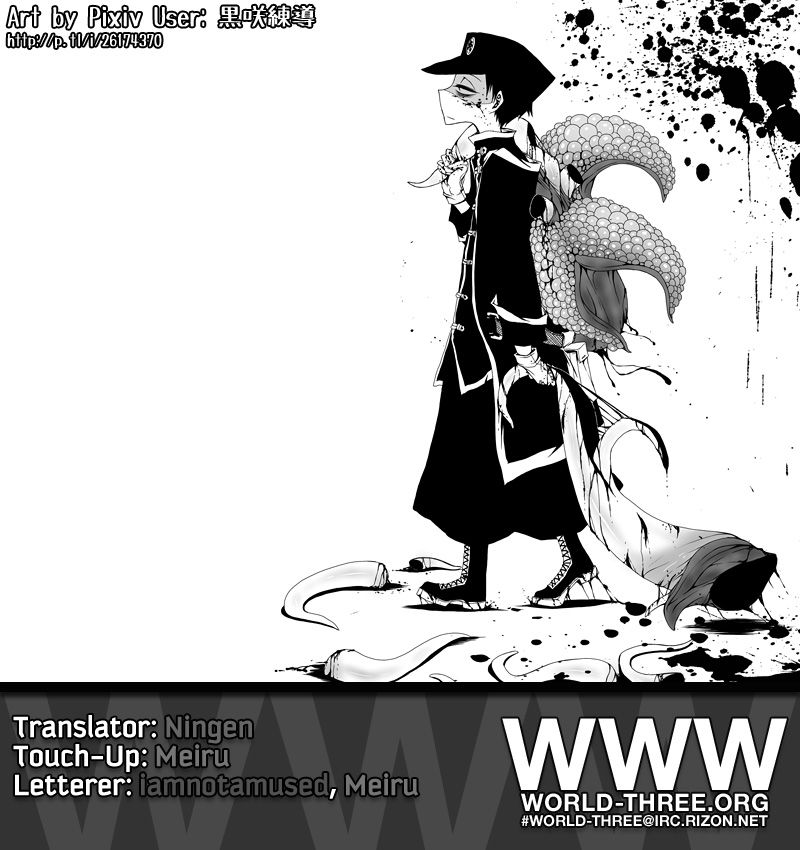 Art by Pixiv User: 黒咲練導
http://p.tl/i/26174370
Translator: Ningen
Touch-Up: Meiru
Letterer: iamnotamused, Meiru
WWW
WORLD-THREE.ORG
#WORLD-THREE@IRC.RIZON.NET